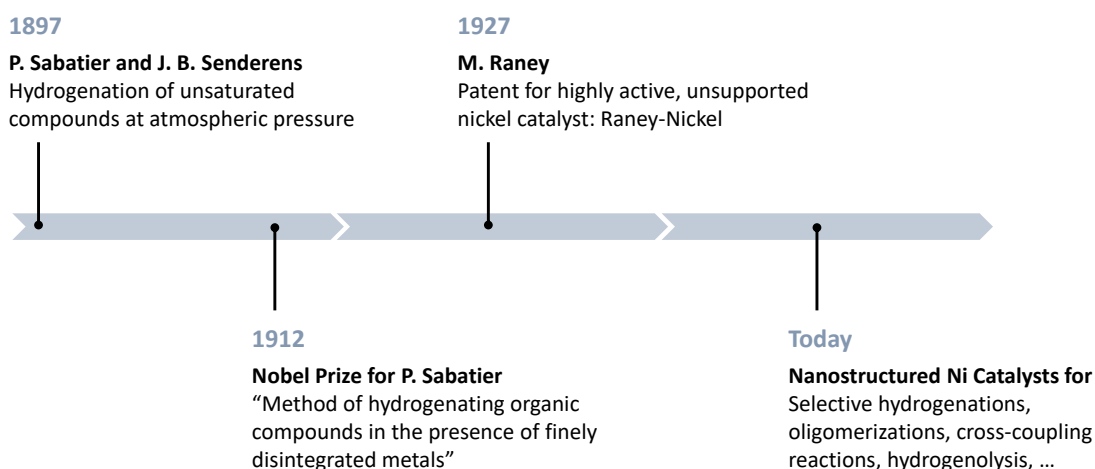 1897
P. Sabatier and J. B. Senderens
Hydrogenation of unsaturated
compounds at atmospheric pressure
1927
M. Raney
Patent for highly active, unsupported
nickel catalyst: Raney-Nickel
1912
Nobel Prize for P. Sabatier
“Method of hydrogenating organic
compounds in the presence of finely
disintegrated metals”
Today
Nanostructured Ni Catalysts for
Selective hydrogenations,
oligomerizations, cross-coupling
reactions, hydrogenolysis, …